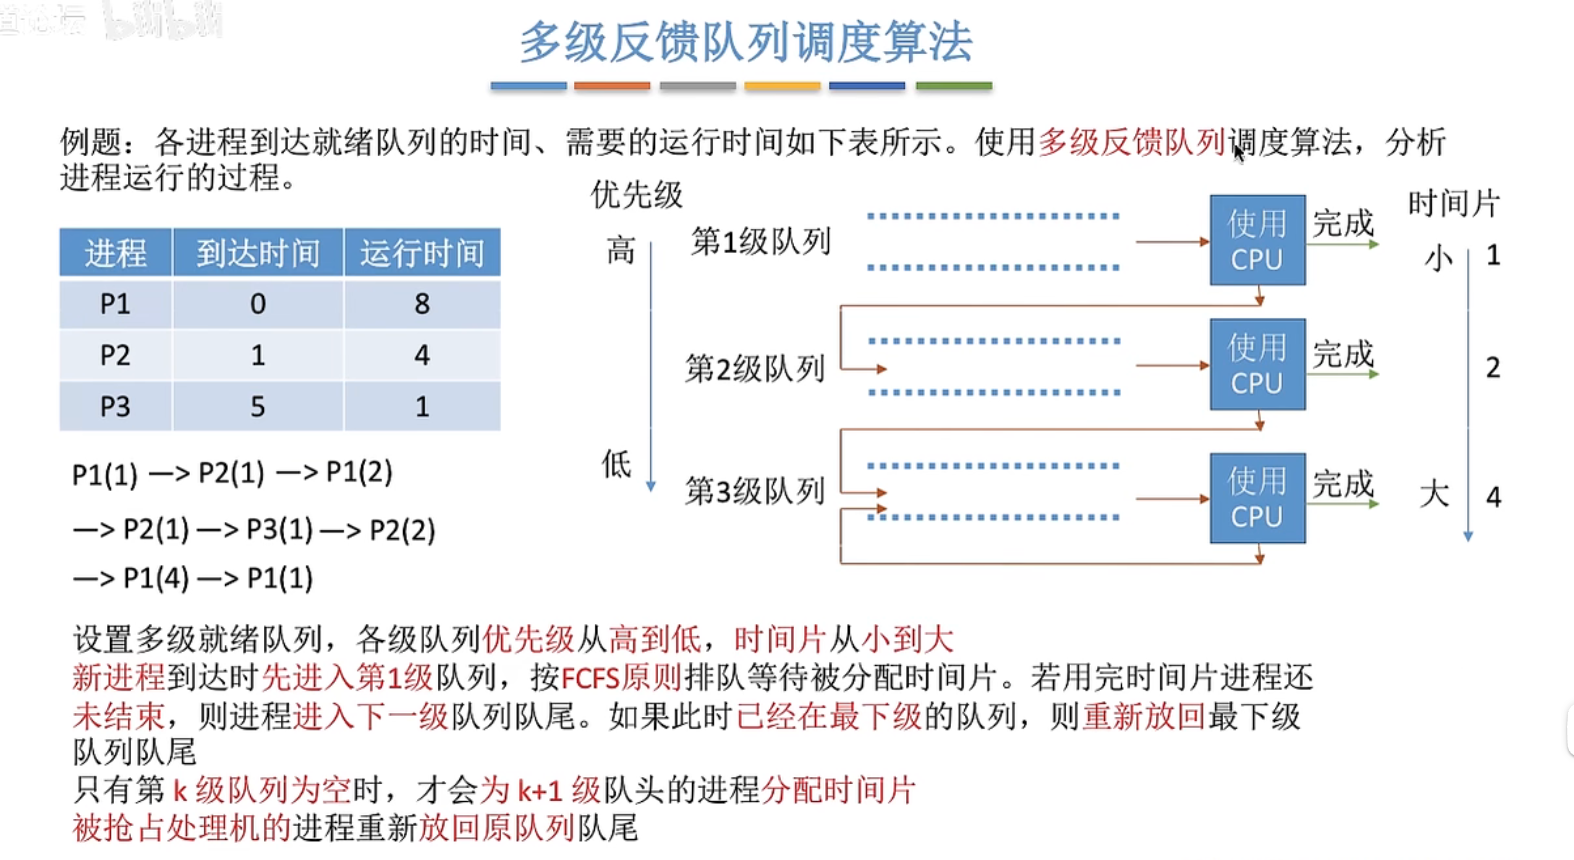 多级反馈队列调度算法
例题：各进程到达就绪队列的时间、需要的运行时间如下表所示。使用多级反馈队列调度算法，分析
进程运行的过程。
进程 到达时间 运行时间
P1 0 8
P2 1 4
P3 5 1
P1(1) —> P2(1) —> P1(2)
—> P2(1) —> P3(1) —> P2(2)
—> P1(4) —> P1(1)
优先级
高
低
第1级队列
使用
CPU
完成
第2级队列
使用
CPU
完成
第3级队列
使用
CPU
完成
时间片
小 1
2
大 4
设置多级就绪队列，各级队列优先级从高到低，时间片从小到大
新进程到达时先进入第1级队列，按FCFS原则排队等待被分配时间片。若用完时间片进程还
未结束，则进程进入下一级队列队尾。如果此时已经在最下级的队列，则重新放回最下级
队列队尾
只有第 k 级队列为空时，才会为 k+1 级队头的进程分配时间片
被抢占处理机的进程重新放回原队列队尾